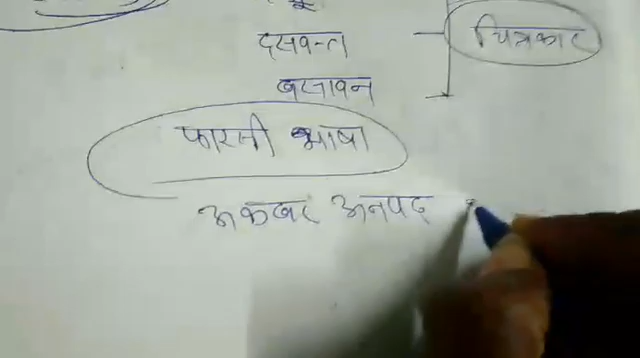 दसवन्त
चित्रकार
बसावन
फारसी भाषा
अकबर अनपढ़